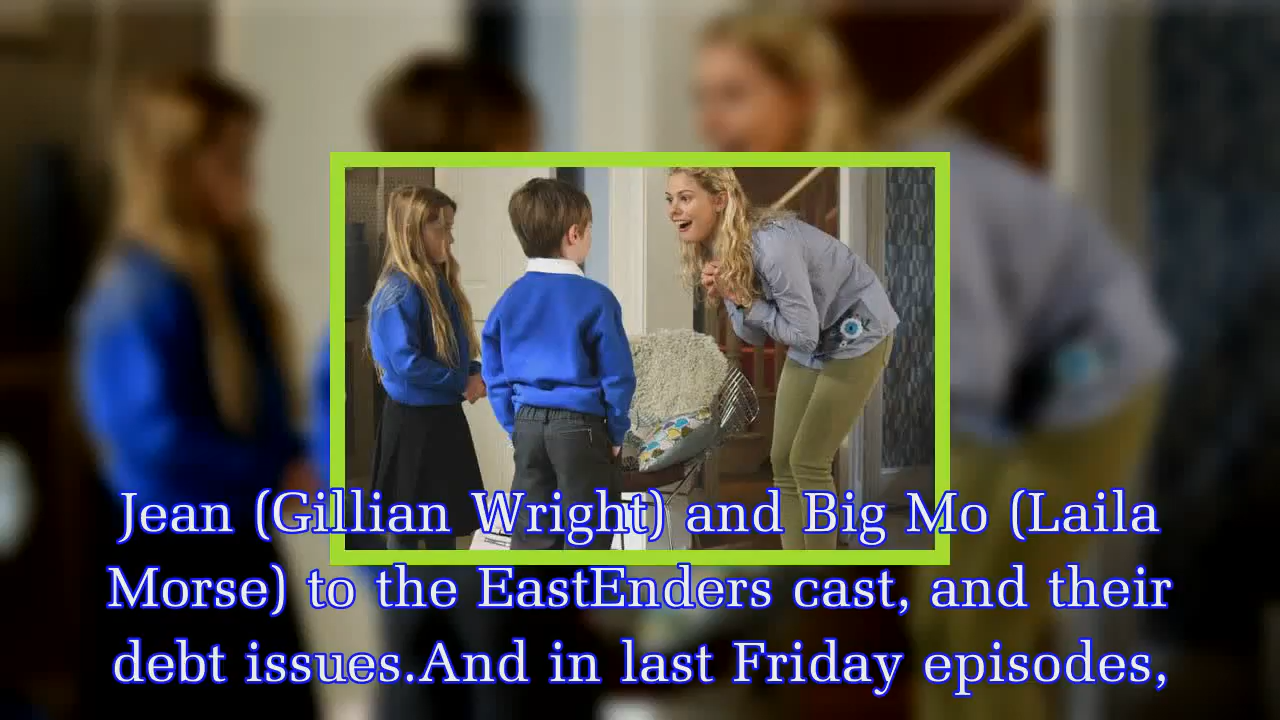 Jean (Gillian Wright) and Big Mo (Laila
Morse) to the EastEnders cast, and their
debt issues.And in last Friday episodes,